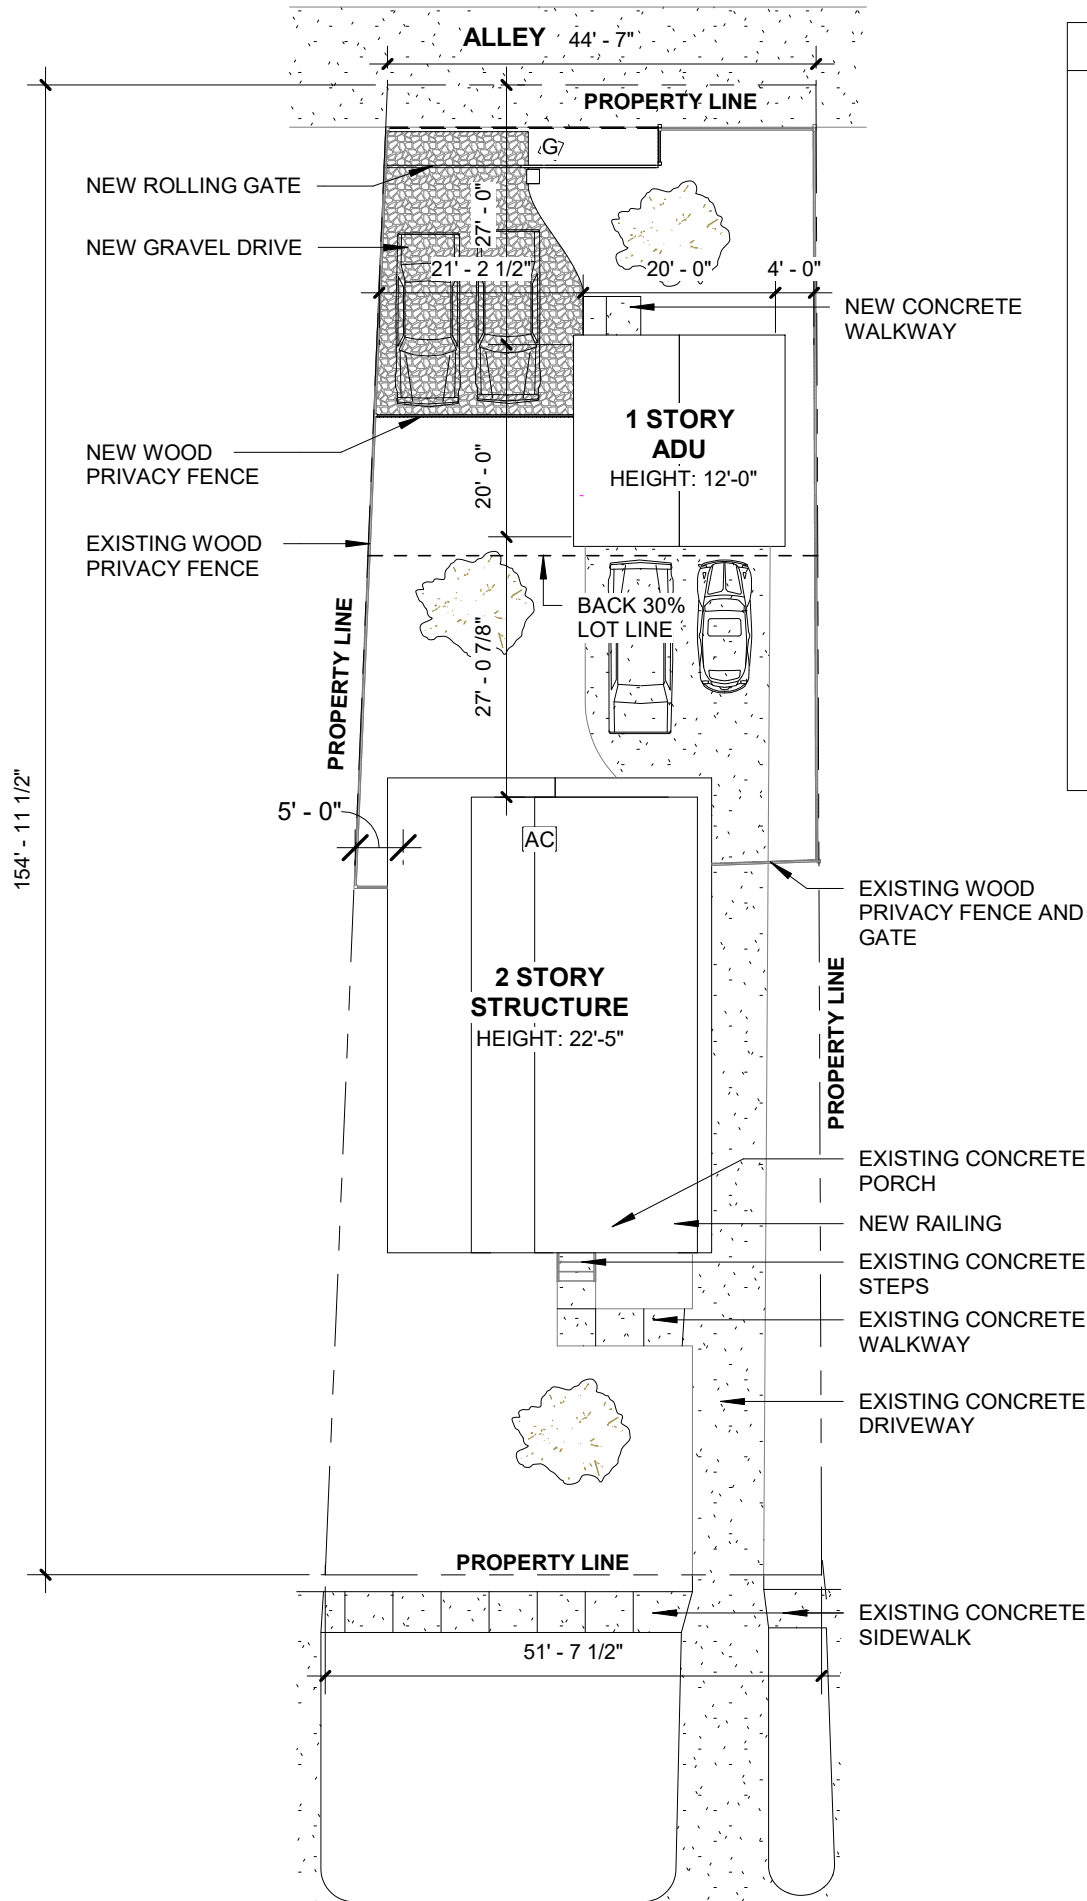 ALLEY 44' - 7"
PROPERTY LINE
G
NEW ROLLING GATE
27' - 0"
NEW GRAVEL DRIVE
21' - 2 1/2"
20' - 0"
4' - 0"
NEW CONCRETE
WALKWAY
1 STORY
ADU
HEIGHT: 12'-0"
NEW WOOD
PRIVACY FENCE
20' - 0"
EXISTING WOOD
PRIVACY FENCE
BACK 30%
LOT LINE
27' - 0 7/8"
PROPERTY LINE
154' - 11 1/2"
5' - 0"
AC
EXISTING WOOD
PRIVACY FENCE AND
GATE
2 STORY
STRUCTURE
HEIGHT: 22'-5"
PROPERTY LINE
EXISTING CONCRETE
PORCH
NEW RAILING
EXISTING CONCRETE
STEPS
EXISTING CONCRETE
WALKWAY
EXISTING CONCRETE
DRIVEWAY
PROPERTY LINE
EXISTING CONCRETE
SIDEWALK
51' - 7 1/2"